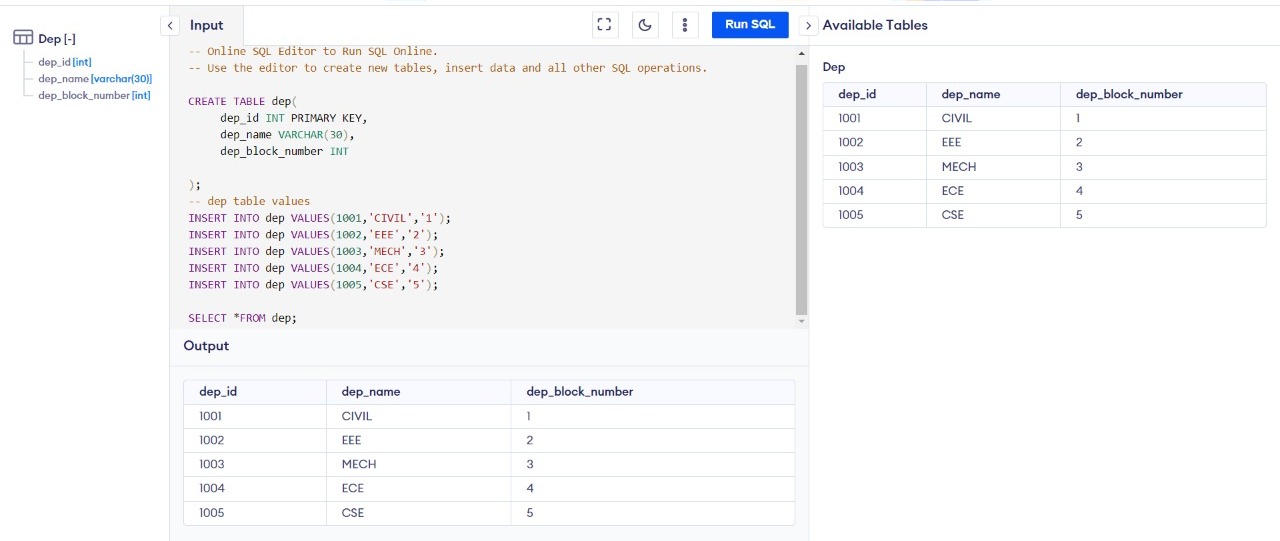 Dep [-]
dep_id [int]
dep_name [varchar(30)]
dep_block_number [int]
Input
Run SQL
-- Online SQL Editor to Run SQL Online.
-- Use the editor to create new tables, insert data and all other SQL operations.
CREATE TABLE dep(
dep_id INT PRIMARY KEY,
dep_name VARCHAR(30),
dep_block_number INT
);
-- dep table values
INSERT INTO dep VALUES(1001,'CIVIL','1');
INSERT INTO dep VALUES(1002,'EEE','2');
INSERT INTO dep VALUES(1003,'MECH','3');
INSERT INTO dep VALUES(1004,'ECE','4');
INSERT INTO dep VALUES(1005,'CSE','5');
SELECT *FROM dep;
Output
dep_id dep_name dep_block_number
1001 CIVIL 1
1002 EEE 2
1003 MECH 3
1004 ECE 4
1005 CSE 5
Available Tables
Dep
dep_id dep_name dep_block_number
1001 CIVIL 1
1002 EEE 2
1003 MECH 3
1004 ECE 4
1005 CSE 5